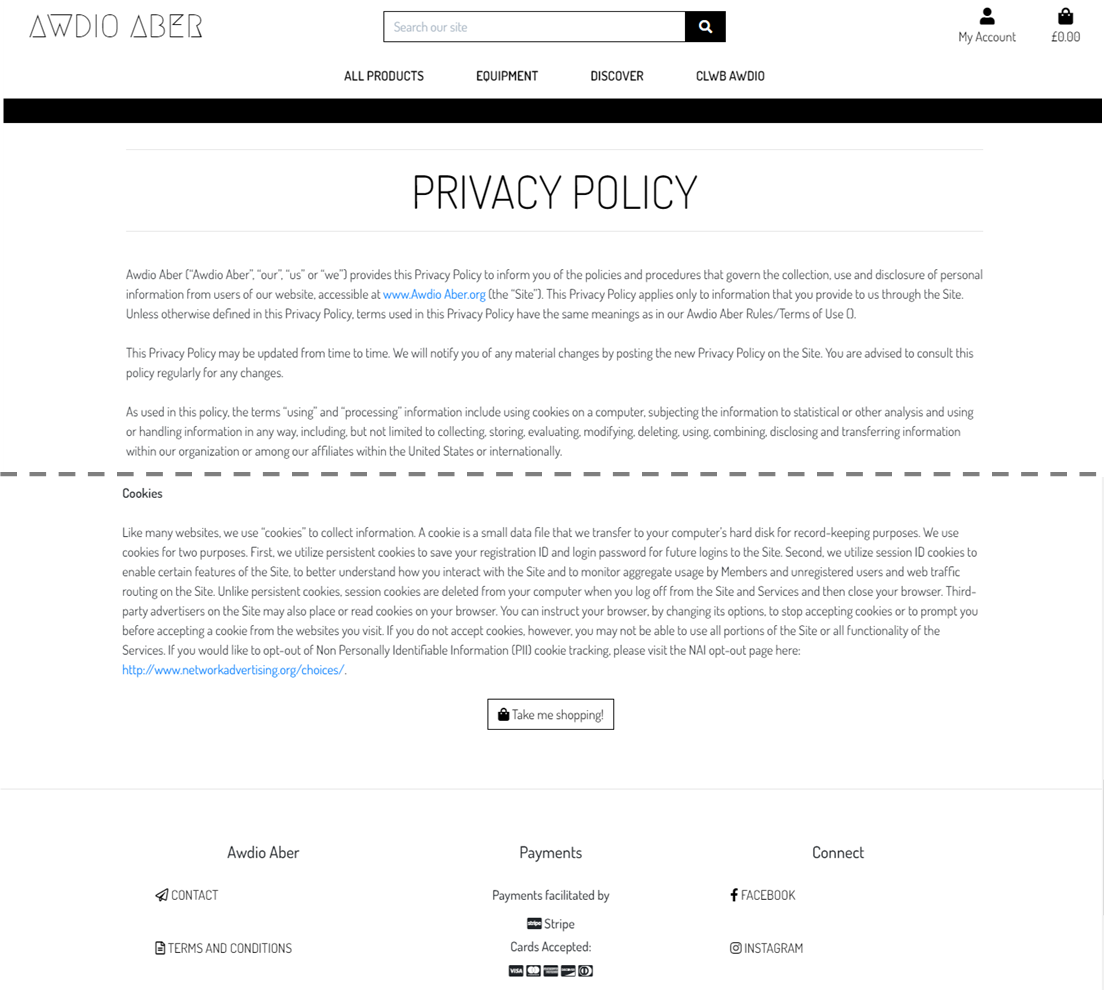 AWDIO ABER
Search our site
My Account
£0.00
ALL PRODUCTS
EQUIPMENT
DISCOVER
CLWB AWDIO
PRIVACY POLICY
Awdio Aber (“Awdio Aber”, “our”, “us” or “we”) provides this Privacy Policy to inform you of the policies and procedures that govern the collection, use and disclosure of personal
information from users of our website, accessible at www.Awdio Aber.org (the “Site”). This Privacy Policy applies only to information that you provide to us through the Site.
Unless otherwise defined in this Privacy Policy, terms used in this Privacy Policy have the same meanings as in our Awdio Aber Rules/Terms of Use ().
This Privacy Policy may be updated from time to time. We will notify you of any material changes by posting the new Privacy Policy on the Site. You are advised to consult this
policy regularly for any changes.
As used in this policy, the terms “using” and “processing” information include using cookies on a computer, subjecting the information to statistical or other analysis and using
or handling information in any way, including, but not limited to collecting, storing, evaluating, modifying, deleting, using, combining, disclosing and transferring information
within our organization or among our affiliates within the United States or internationally.
Cookies
Like many websites, we use “cookies” to collect information. A cookie is a small data file that we transfer to your computer’s hard disk for record-keeping purposes. We use
cookies for two purposes. First, we utilize persistent cookies to save your registration ID and login password for future logins to the Site. Second, we utilize session ID cookies to
enable certain features of the Site, to better understand how you interact with the Site and to monitor aggregate usage by Members and unregistered users and web traffic
routing on the Site. Unlike persistent cookies, session cookies are deleted from your computer when you log off from the Site and Services and then close your browser. Third-
party advertisers on the Site may also place or read cookies on your browser. You can instruct your browser, by changing its options, to stop accepting cookies or to prompt you
before accepting a cookie from the websites you visit. If you do not accept cookies, however, you may not be able to use all portions of the Site or all functionality of the
Services. If you would like to opt-out of Non Personally Identifiable Information (PII) cookie tracking, please visit the NAI opt-out page here:
http://www.networkadvertising.org/choices/.
Take me shopping!
Awdio Aber
Payments
Connect
CONTACT
Payments facilitated by
FACEBOOK
stripe Stripe
TERMS AND CONDITIONS
Cards Accepted:
INSTAGRAM
VISA